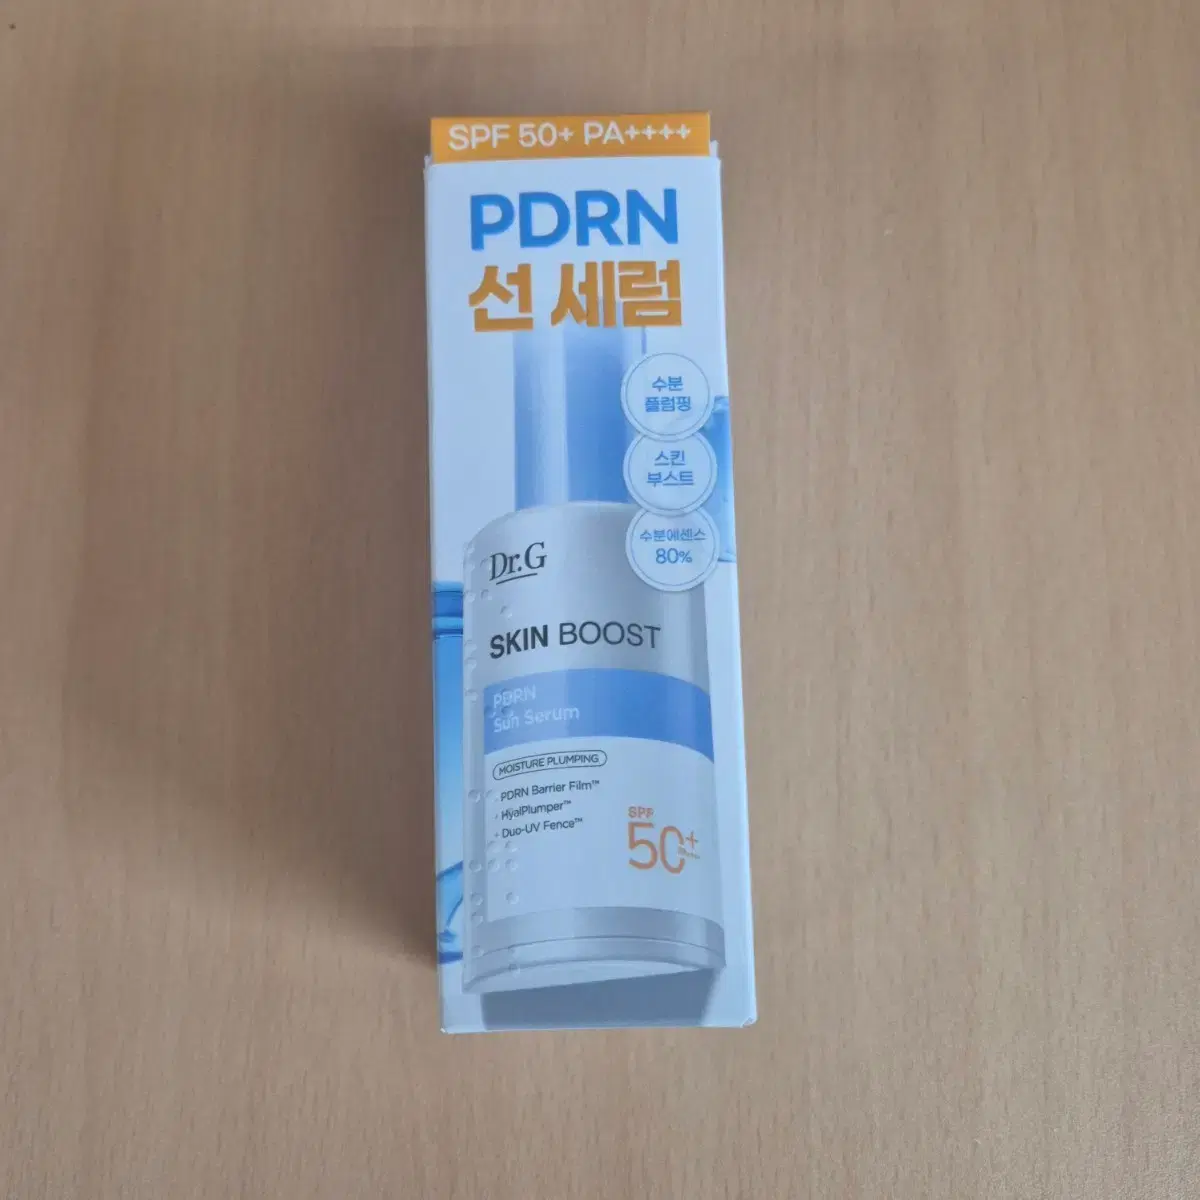 SPF 50+ PA++++
PDRN
선 세럼
수분
플럼핑
스킨
부스트
수분에센스
80%
Dr.G
SKIN BOOST
PDRN
Sun Serum
MOISTURE PLUMPING
· PDRN Barrier Film™
· HyalPlumper™
· Duo-UV Fence™
SPF
50+